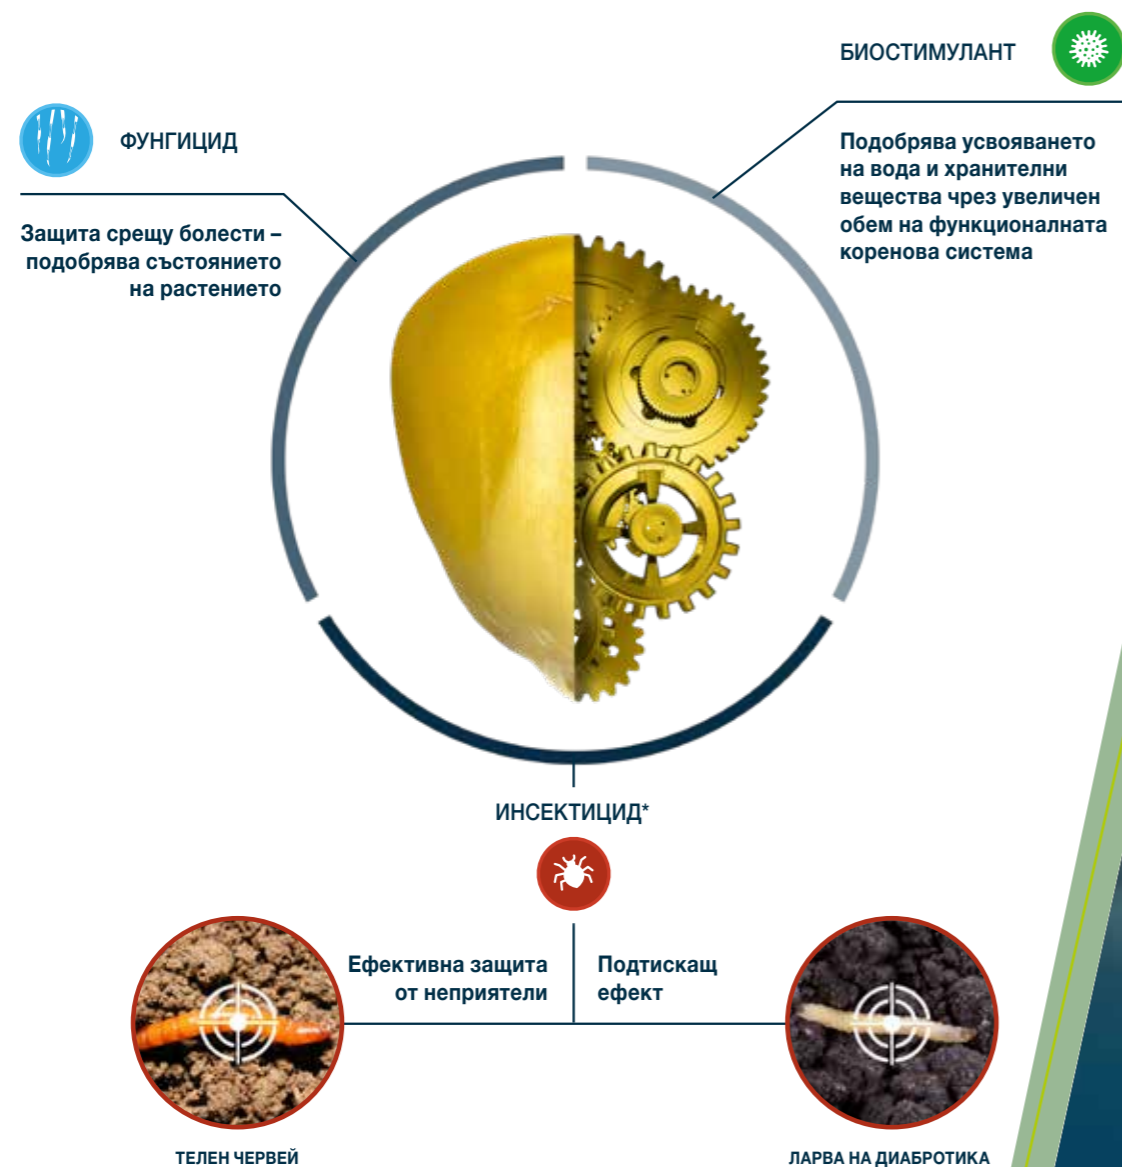 БИОСТИМУЛАНТ
Подобрява усвояването
на вода и хранителни
вещества чрез увеличен
обем на функционалната
коренова система
ФУНГИЦИД
Защита срещу болести –
подобрява състоянието
на растението
ИНСЕКТИЦИД*
Ефективна защита
от неприятели
Подтискащ
ефект
ТЕЛЕН ЧЕРВЕЙ
ЛАРВА НА ДИАБРОТИКА